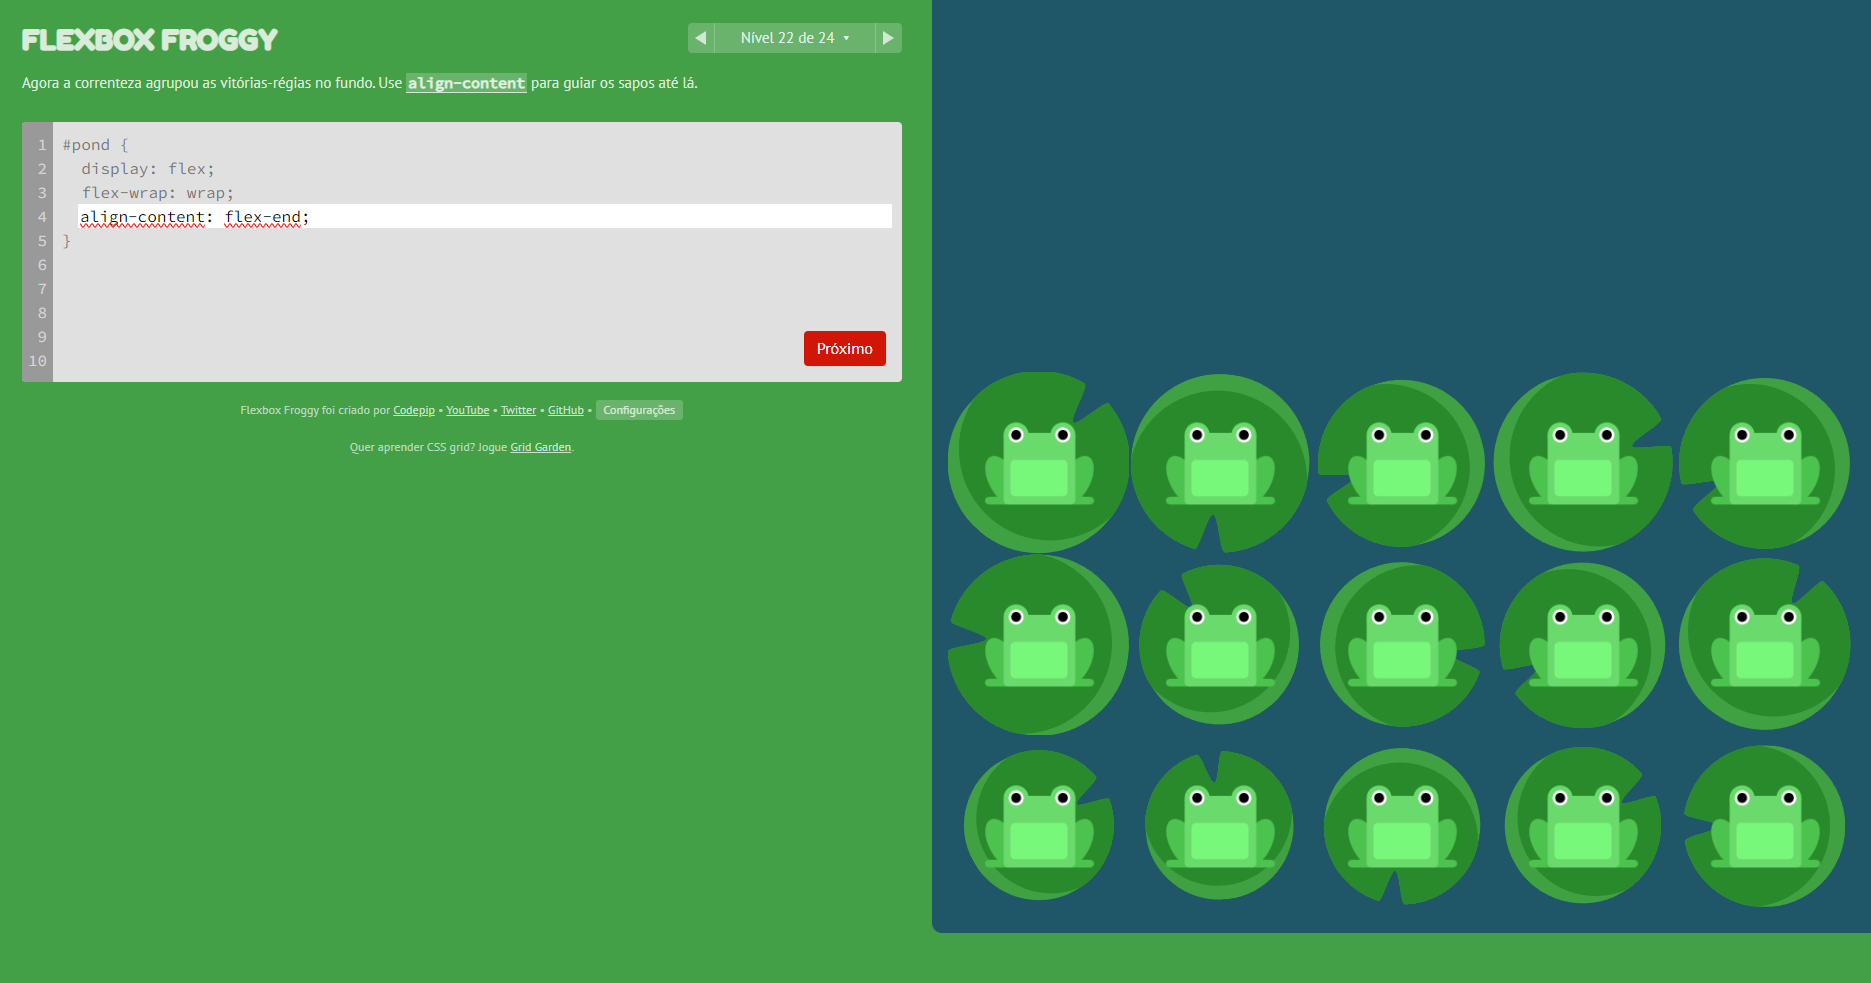 FLEXBOX FROGGY
Nível 22 de 24
Agora a correnteza agrupou as vitórias-régias no fundo. Use align-content para guiar os sapos até lá.
1 #pond {
2 display: flex;
3 flex-wrap: wrap;
4 align-content: flex-end;
5 }
6
7
8
9
10
Próximo
Flexbox Froggy foi criado por Codepip • YouTube • Twitter • GitHub • Configurações
Quer aprender CSS grid? Jogue Grid Garden.